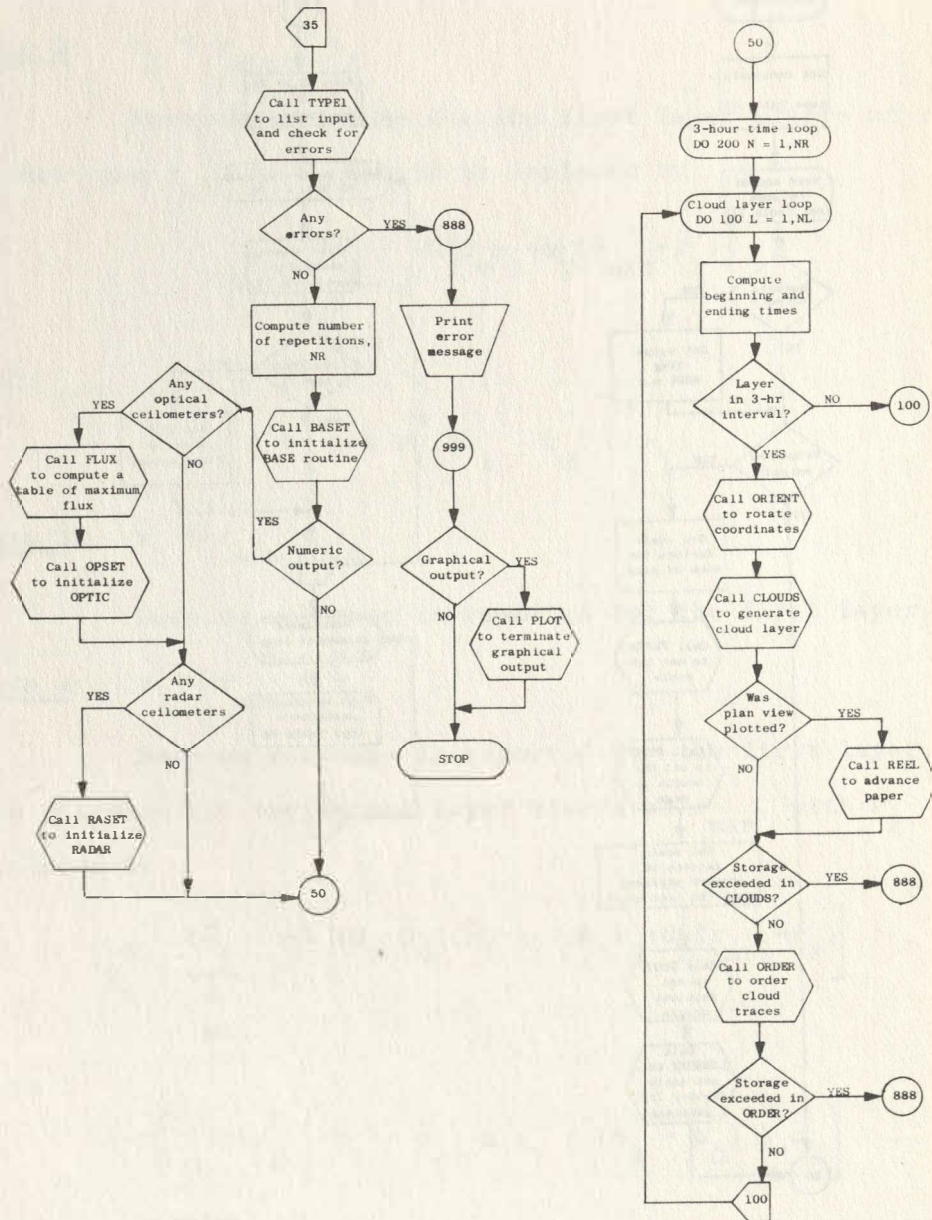 35
Call TYPE1
to list input
and check for
errors
Any
errors?
YES
888
NO
Compute number
of repetitions,
NR
Print
error
message
Any
optical
ceilometers?
YES
NO
Call BASET
to initialize
BASE routine
999
Call FLUX
to compute a
table of maximum
flux
YES
Numeric
output?
NO
Graphical
output?
YES
NO
Call OPSET
to initialize
OPTIC
Call PLOT
to terminate
graphical
output
Any
radar
ceilometers
YES
NO
STOP
Call RASET
to initialize
RADAR
50
50
3-hour time loop
DO 200 N = 1,NR
Cloud layer loop
DO 100 L = 1,NL
Compute
beginning and
ending times
Layer
in 3-hr
interval?
NO
100
YES
Call ORIENT
to rotate
coordinates
Call CLOUDS
to generate
cloud layer
Was
plan view
plotted?
YES
NO
Call REEL
to advance
paper
Storage
exceeded in
CLOUDS?
YES
888
NO
Call ORDER
to order
cloud
traces
Storage
exceeded in
ORDER?
YES
888
NO
100